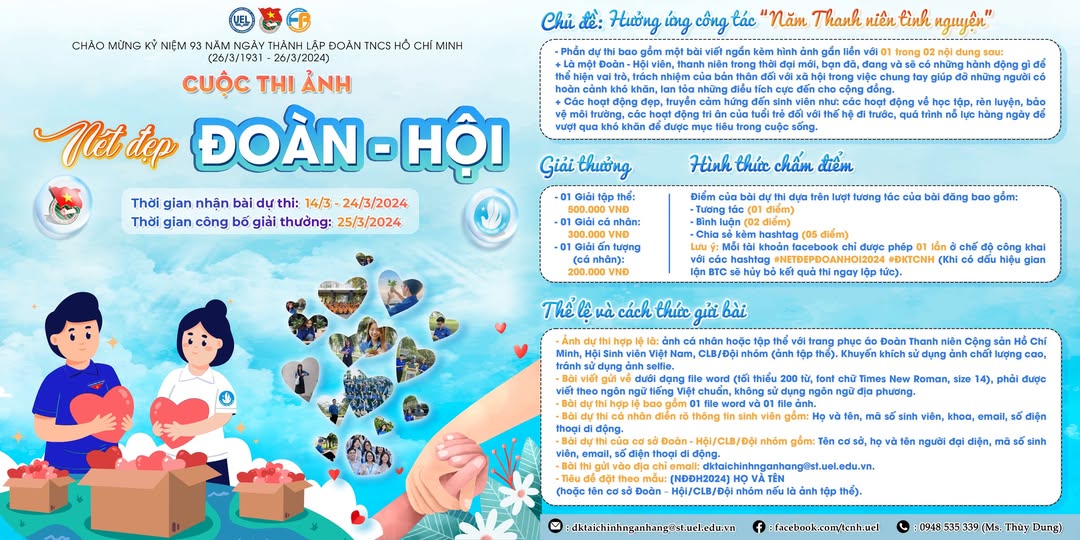 UEL
CHÀO MỪNG KỶ NIỆM 93 NĂM NGÀY THÀNH LẬP ĐOÀN TNCS HỒ CHÍ MINH
(26/3/1931 - 26/3/2024)
CUỘC THI ẢNH
Nét đẹp ĐOÀN - HỘI
Thời gian nhận bài dự thi: 14/3 - 24/3/2024
Thời gian công bố giải thưởng: 25/3/2024
Chủ đề: Hưởng ứng công tác “Năm Thanh niên tình nguyện”
- Phần dự thi bao gồm một bài viết ngắn kèm hình ảnh gắn liền với 01 trong 02 nội dung sau:
+ Là một Đoàn - Hội viên, thanh niên trong thời đại mới, bạn đã, đang và sẽ có những hành động gì để
thể hiện vai trò, trách nhiệm của bản thân đối với xã hội trong việc chung tay giúp đỡ những người có
hoàn cảnh khó khăn, lan tỏa những điều tích cực đến cho cộng đồng.
+ Các hoạt động đẹp, truyền cảm hứng đến sinh viên như: các hoạt động về học tập, rèn luyện, bảo
vệ môi trường, các hoạt động tri ân của tuổi trẻ đối với thế hệ đi trước, quá trình nỗ lực hàng ngày để
vượt qua khó khăn để được mục tiêu trong cuộc sống.
Giải thưởng
- 01 Giải tập thể:
500.000 VNĐ
- 01 Giải cá nhân:
300.000 VNĐ
- 01 Giải ấn tượng
(cá nhân):
200.000 VNĐ
Hình thức chấm điểm
Điểm của bài dự thi dựa trên lượt tương tác của bài đăng bao gồm:
- Tương tác (01 điểm)
- Bình luận (02 điểm)
- Chia sẻ kèm hashtag (05 điểm)
Lưu ý: Mỗi tài khoản facebook chỉ được phép 01 lần ở chế độ công khai
với các hashtag #NETĐEPĐOANHOI2024 #ĐKTCNH (Khi có dấu hiệu gian
lận BTC sẽ hủy bỏ kết quả thi ngay lập tức).
Thể lệ và cách thức gửi bài
- Ảnh dự thi hợp lệ là: ảnh cá nhân hoặc tập thể với trang phục áo Đoàn Thanh niên Cộng sản Hồ Chí
Minh, Hội Sinh viên Việt Nam, CLB/Đội nhóm (ảnh tập thể). Khuyến khích sử dụng ảnh chất lượng cao,
tránh sử dụng ảnh selfie.
- Bài viết gửi về dưới dạng file word (tối thiểu 200 từ, font chữ Times New Roman, size 14), phải được
viết theo ngôn ngữ tiếng Việt chuẩn, không sử dụng ngôn ngữ địa phương.
- Bài dự thi hợp lệ bao gồm 01 file word và 01 file ảnh.
- Bài dự thi cá nhân điền rõ thông tin sinh viên gồm: Họ và tên, mã số sinh viên, khoa, email, số điện
thoại di động.
- Bài dự thi của cơ sở Đoàn - Hội/CLB/Đội nhóm gồm: Tên cơ sở, họ và tên người đại diện, mã số sinh
viên, email, số điện thoại di động.
- Bài thi gửi vào địa chỉ email: dktaichinhnganhang@st.uel.edu.vn.
- Tiêu đề đặt theo mẫu: (NĐĐH2024) HỌ VÀ TÊN
(hoặc tên cơ sở Đoàn – Hội/CLB/Đội nhóm nếu là ảnh tập thể).
: dktaichinhnganhang@st.uel.edu.vn : facebook.com/tcnh.uel : 0948 535 339 (Ms. Thùy Dung)